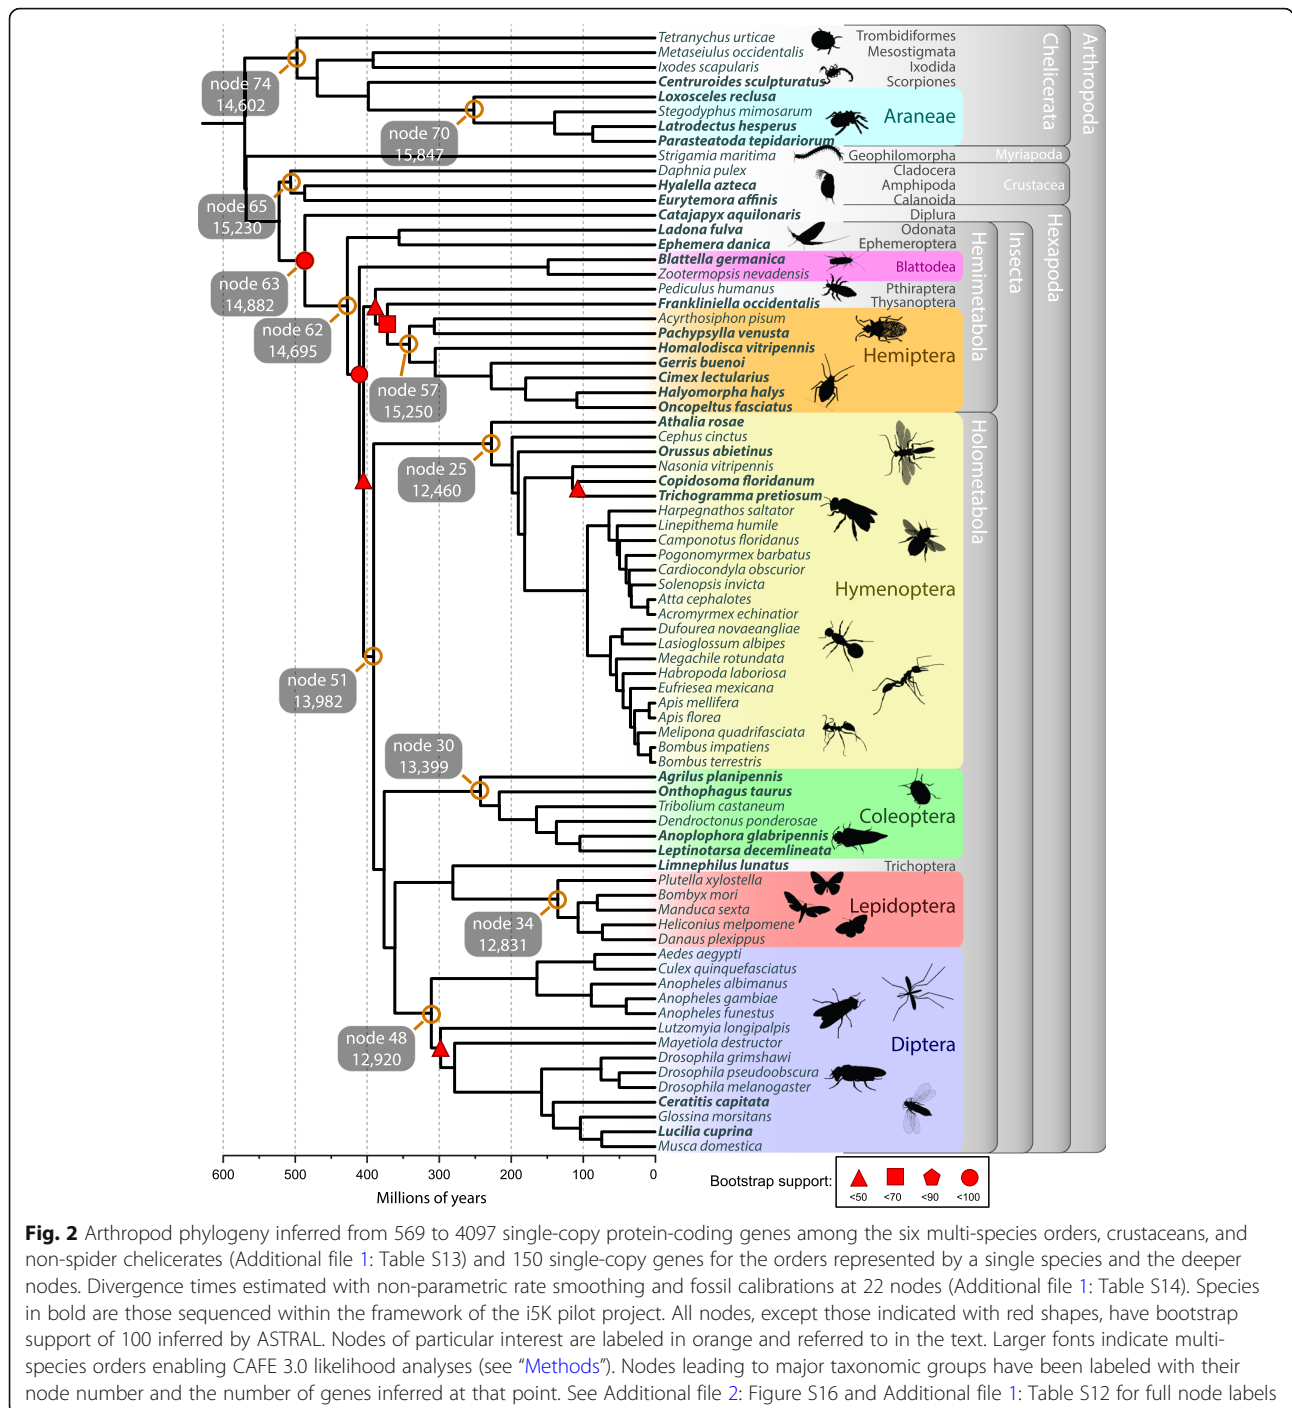 Tetranychus urticae Trombidiformes
Metaseiulus occidentalis Mesostigmata
Ixodes scapularis Ixodida
Centruroides sculpturatus Scorpiones
Loxosceles reclusa
Stegodyphus mimosarum
Araneae
Latrodectus hesperus
Parasteatoda tepidariorum
Strigamia maritima Geophilomorpha Myriapoda
Daphnia pulex Cladocera
Hyalella azteca Amphipoda Crustacea
Eurytemora affinis Calanoida
Catajapyx aquilonaris Diplura
Ladona fulva Odonata
Ephemera danica Ephemeroptera
Blattella germanica
Blattodea
Zootermopsis nevadensis
Pediculus humanus Pthiraptera
Frankliniella occidentalis Thysanoptera
Acyrthosiphon pisum
Pachypsylla venusta
Homalodisca vitripennis
Hemiptera
Gerris buenoi
Cimex lectularius
Halyomorpha halys
Oncopeltus fasciatus
Athalia rosae
Cephus cinctus
Orussus abietinus
Nasonia vitripennis
Copidosoma floridanum
Trichogramma pretiosum
Harpegnathos saltator
Linepithema humile
Camponotus floridanus
Pogonomyrmex barbatus
Cardiocondyla obscurior
Solenopsis invicta
Hymenoptera
Atta cephalotes
Acromyrmex echinatior
Dufourea novaeangliae
Lasioglossum albipes
Megachile rotundata
Habropoda laboriosa
Eufriesea mexicana
Apis mellifera
Apis florea
Melipona quadrifasciata
Bombus impatiens
Bombus terrestris
Agrilus planipennis
Onthophagus taurus
Tribolium castaneum
Coleoptera
Dendroctonus ponderosae
Anoplophora glabripennis
Leptinotarsa decemlineata
Limnephilus lunatus Trichoptera
Plutella xylostella
Bombyx mori
Manduca sexta
Lepidoptera
Heliconius melpomene
Danaus plexippus
Aedes aegypti
Culex quinquefasciatus
Anopheles albimanus
Anopheles gambiae
Anopheles funestus
Lutzomyia longipalpis
Mayetiola destructor
Diptera
Drosophila grimshawi
Drosophila pseudoobscura
Drosophila melanogaster
Ceratitis capitata
Glossina morsitans
Lucilia cuprina
Musca domestica
Chelicerata
Arthropoda
Hexapoda
Insecta
Hemimetabola
Holometabola
node 74
14,602
node 70
15,847
node 65
15,230
node 63
14,882
node 62
14,695
node 57
15,250
node 25
12,460
node 51
13,982
node 30
13,399
node 34
12,831
node 48
12,920
600 500 400 300 200 100 0
Millions of years
Bootstrap support:
<50 <70 <90 <100
Fig. 2 Arthropod phylogeny inferred from 569 to 4097 single-copy protein-coding genes among the six multi-species orders, crustaceans, and
non-spider chelicerates (Additional file 1: Table S13) and 150 single-copy genes for the orders represented by a single species and the deeper
nodes. Divergence times estimated with non-parametric rate smoothing and fossil calibrations at 22 nodes (Additional file 1: Table S14). Species
in bold are those sequenced within the framework of the i5K pilot project. All nodes, except those indicated with red shapes, have bootstrap
support of 100 inferred by ASTRAL. Nodes of particular interest are labeled in orange and referred to in the text. Larger fonts indicate multi-
species orders enabling CAFE 3.0 likelihood analyses (see “Methods”). Nodes leading to major taxonomic groups have been labeled with their
node number and the number of genes inferred at that point. See Additional file 2: Figure S16 and Additional file 1: Table S12 for full node labels